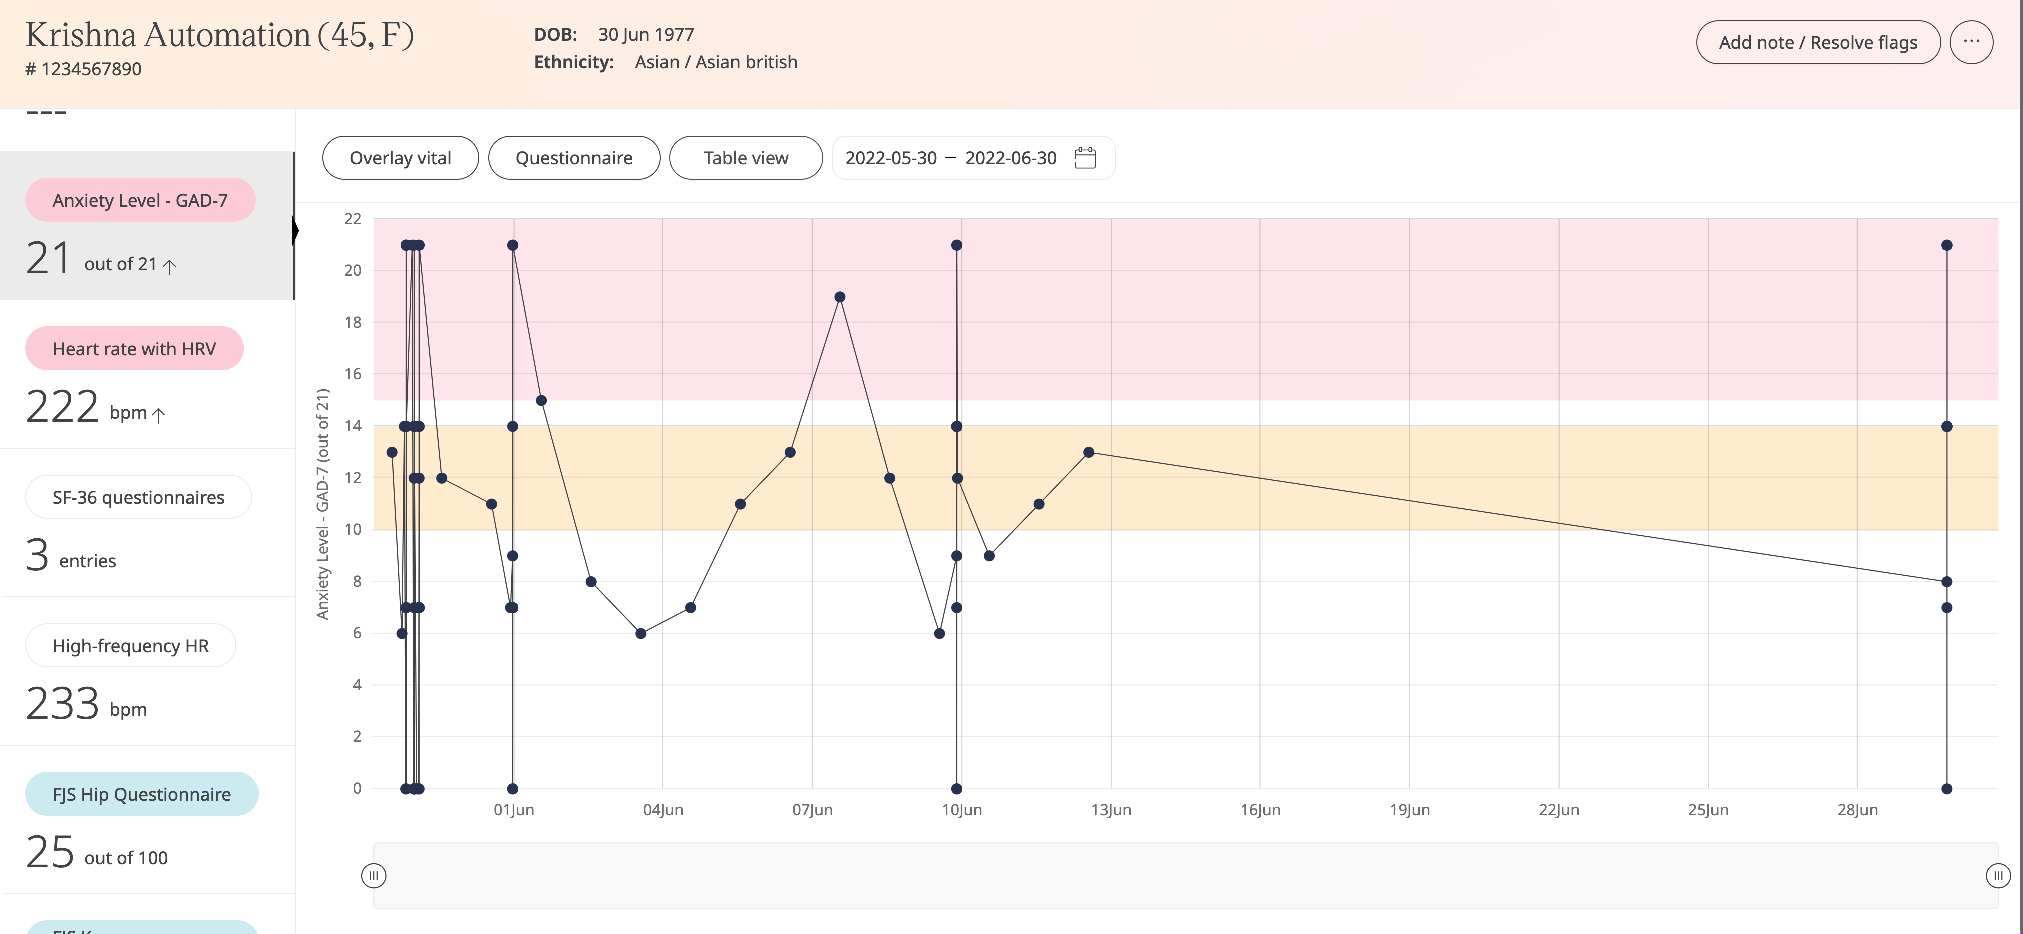 Krishna Automation (45, F)
# 1234567890
DOB: 30 Jun 1977
Ethnicity: Asian / Asian british
Add note / Resolve flags
Anxiety Level - GAD-7
21 out of 21 ↑
Heart rate with HRV
222 bpm ↑
SF-36 questionnaires
3 entries
High-frequency HR
233 bpm
FJS Hip Questionnaire
25 out of 100
Overlay vital
Questionnaire
Table view
2022-05-30 – 2022-06-30
Anxiety Level - GAD-7 (out of 21)
22
20
18
16
14
12
10
8
6
4
2
0
01Jun
04Jun
07Jun
10Jun
13Jun
16Jun
19Jun
22Jun
25Jun
28Jun